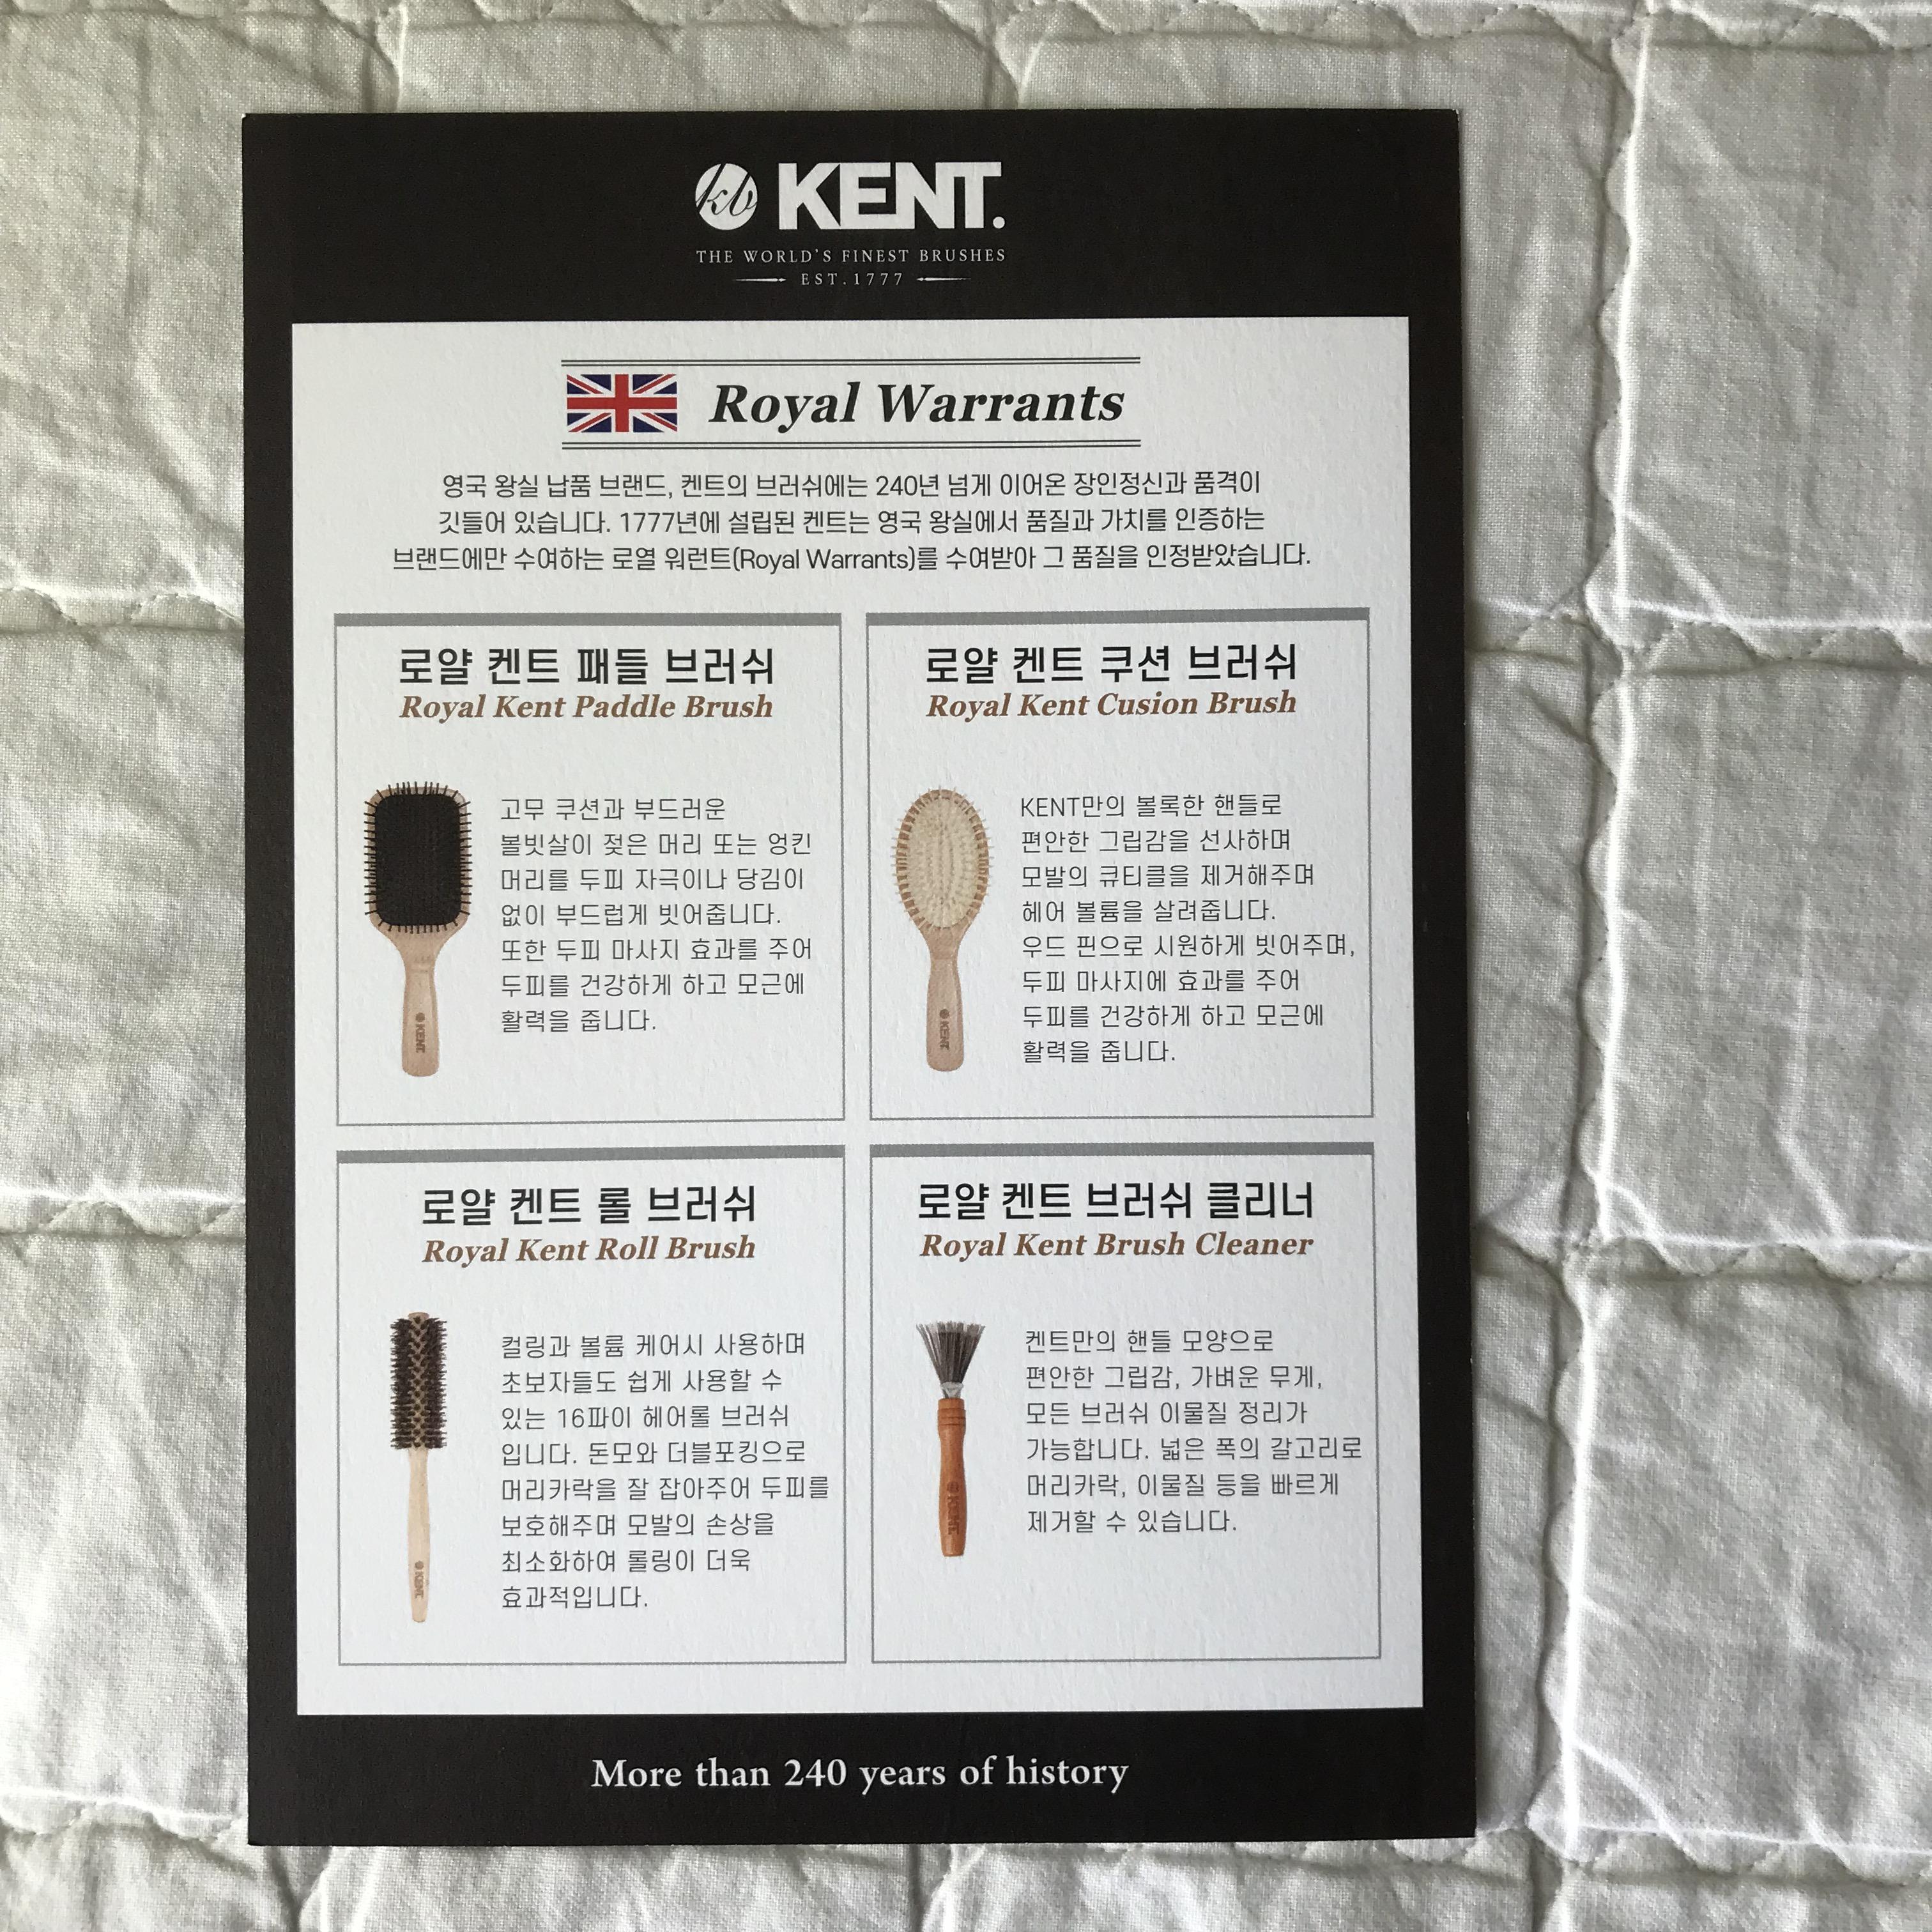 kb KENT.
THE WORLD'S FINEST BRUSHES
EST.1777
Royal Warrants
영국 왕실 납품 브랜드, 켄트의 브러쉬에는 240년 넘게 이어온 장인정신과 품격이
깃들어 있습니다. 1777년에 설립된 켄트는 영국 왕실에서 품질과 가치를 인증하는
브랜드에만 수여하는 로열 워런트(Royal Warrants)를 수여받아 그 품질을 인정받았습니다.
로얄 켄트 패들 브러쉬
Royal Kent Paddle Brush
고무 쿠션과 부드러운
볼빗살이 젖은 머리 또는 엉킨
머리를 두피 자극이나 당김이
없이 부드럽게 빗어줍니다.
또한 두피 마사지 효과를 주어
두피를 건강하게 하고 모근에
활력을 줍니다.
KENT.
로얄 켄트 쿠션 브러쉬
Royal Kent Cusion Brush
KENT만의 볼록한 핸들로
편안한 그립감을 선사하며
모발의 큐티클을 제거해주며
헤어 볼륨을 살려줍니다.
우드 핀으로 시원하게 빗어주며,
두피 마사지에 효과를 주어
두피를 건강하게 하고 모근에
활력을 줍니다.
KENT.
로얄 켄트 롤 브러쉬
Royal Kent Roll Brush
컬링과 볼륨 케어시 사용하며
초보자들도 쉽게 사용할 수
있는 16파이 헤어롤 브러쉬
입니다. 돈모와 더블포킹으로
머리카락을 잘 잡아주어 두피를
보호해주며 모발의 손상을
최소화하여 롤링이 더욱
효과적입니다.
KENT.
로얄 켄트 브러쉬 클리너
Royal Kent Brush Cleaner
켄트만의 핸들 모양으로
편안한 그립감, 가벼운 무게,
모든 브러쉬 이물질 정리가
가능합니다. 넓은 폭의 갈고리로
머리카락, 이물질 등을 빠르게
제거할 수 있습니다.
KENT.
More than 240 years of history